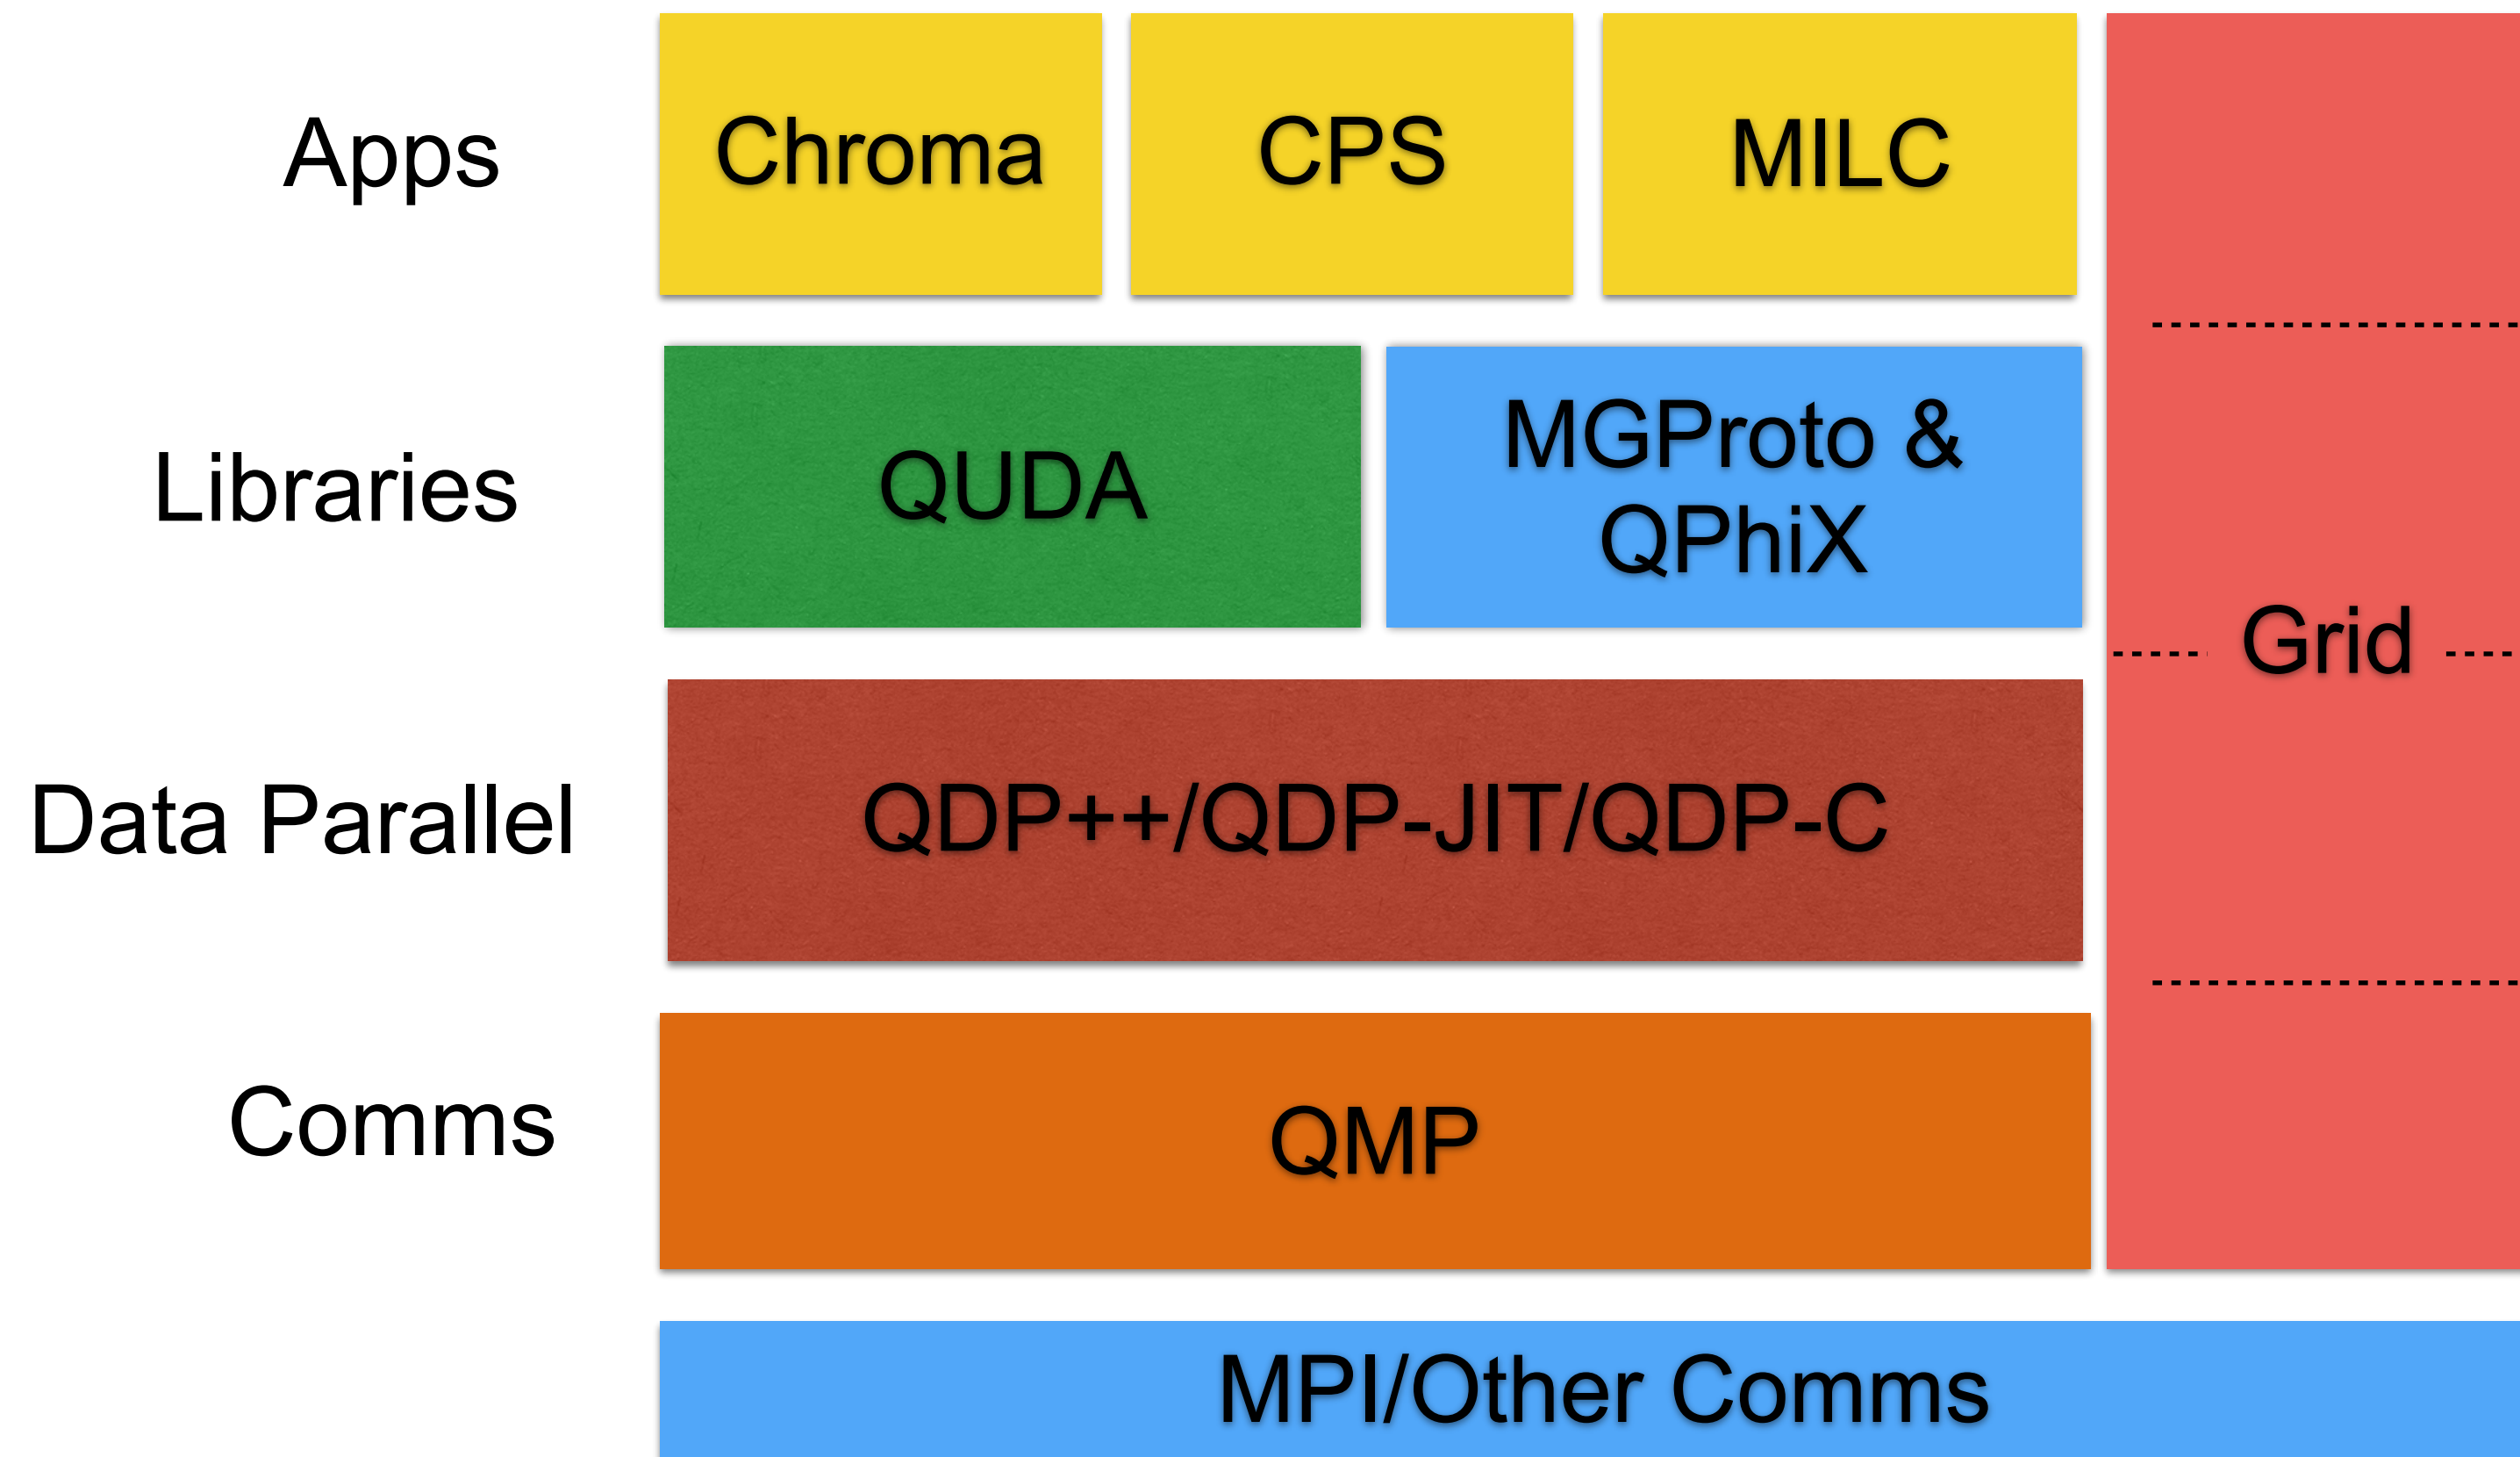 Apps
Chroma
CPS
MILC
Libraries
QUDA
MGProto &
QPhiX
Grid
Data Parallel
QDP++/QDP-JIT/QDP-C
Comms
QMP
MPI/Other Comms